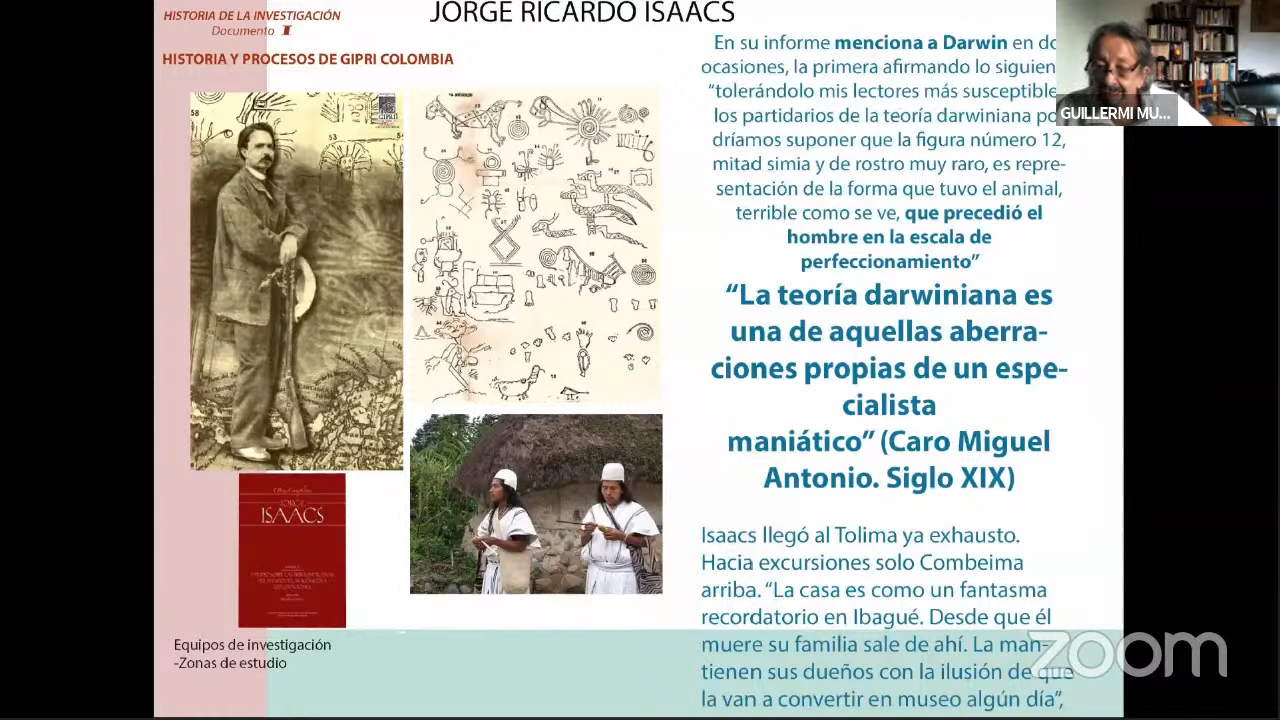 HISTORIA DE LA INVESTIGACIÓN
Documento I
HISTORIA Y PROCESOS DE GIPRI COLOMBIA
JORGE RICARDO ISAACS
En su informe menciona a Darwin en do
ocasiones, la primera afirmando lo siguien
“tolerándolo mis lectores más susceptible
los partidarios de la teoría darwiniana po
dríamos suponer que la figura número 12,
mitad simia y de rostro muy raro, es repre-
sentación de la forma que tuvo el animal,
terrible como se ve, que precedió el
hombre en la escala de
perfeccionamiento”
“La teoría darwiniana es
una de aquellas aberra-
ciones propias de un espe-
cialista
maniático” (Caro Miguel
Antonio. Siglo XIX)
Isaacs llegó al Tolima ya exhausto.
Hacia excursiones solo Combeima
arriba. “La casa es como un fantasma
recordatorio en Ibagué. Desde que él
muere su familia sale de ahí. La man-
tienen sus dueños con la ilusión de que
la van a convertir en museo algún día”,
JORGE
ISAACS
Equipos de investigación
-Zonas de estudio
GUILLERMI MU...
zoom